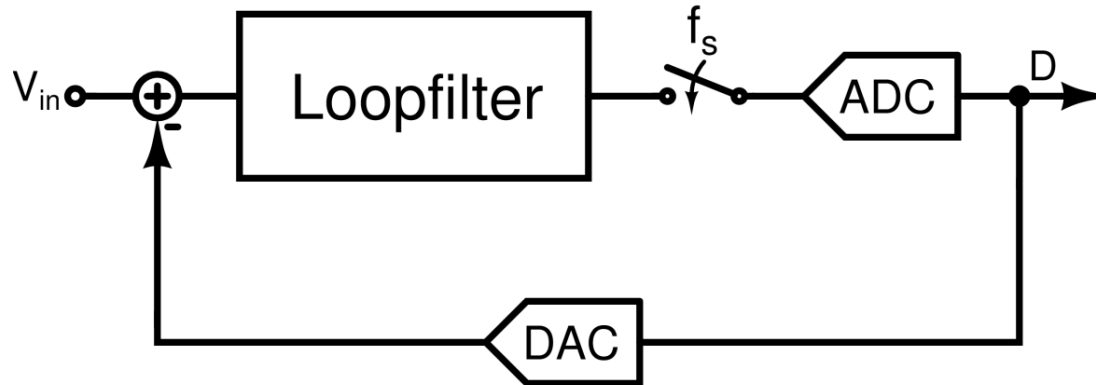 V_in
+
-
Loopfilter
f_s
ADC
D
DAC